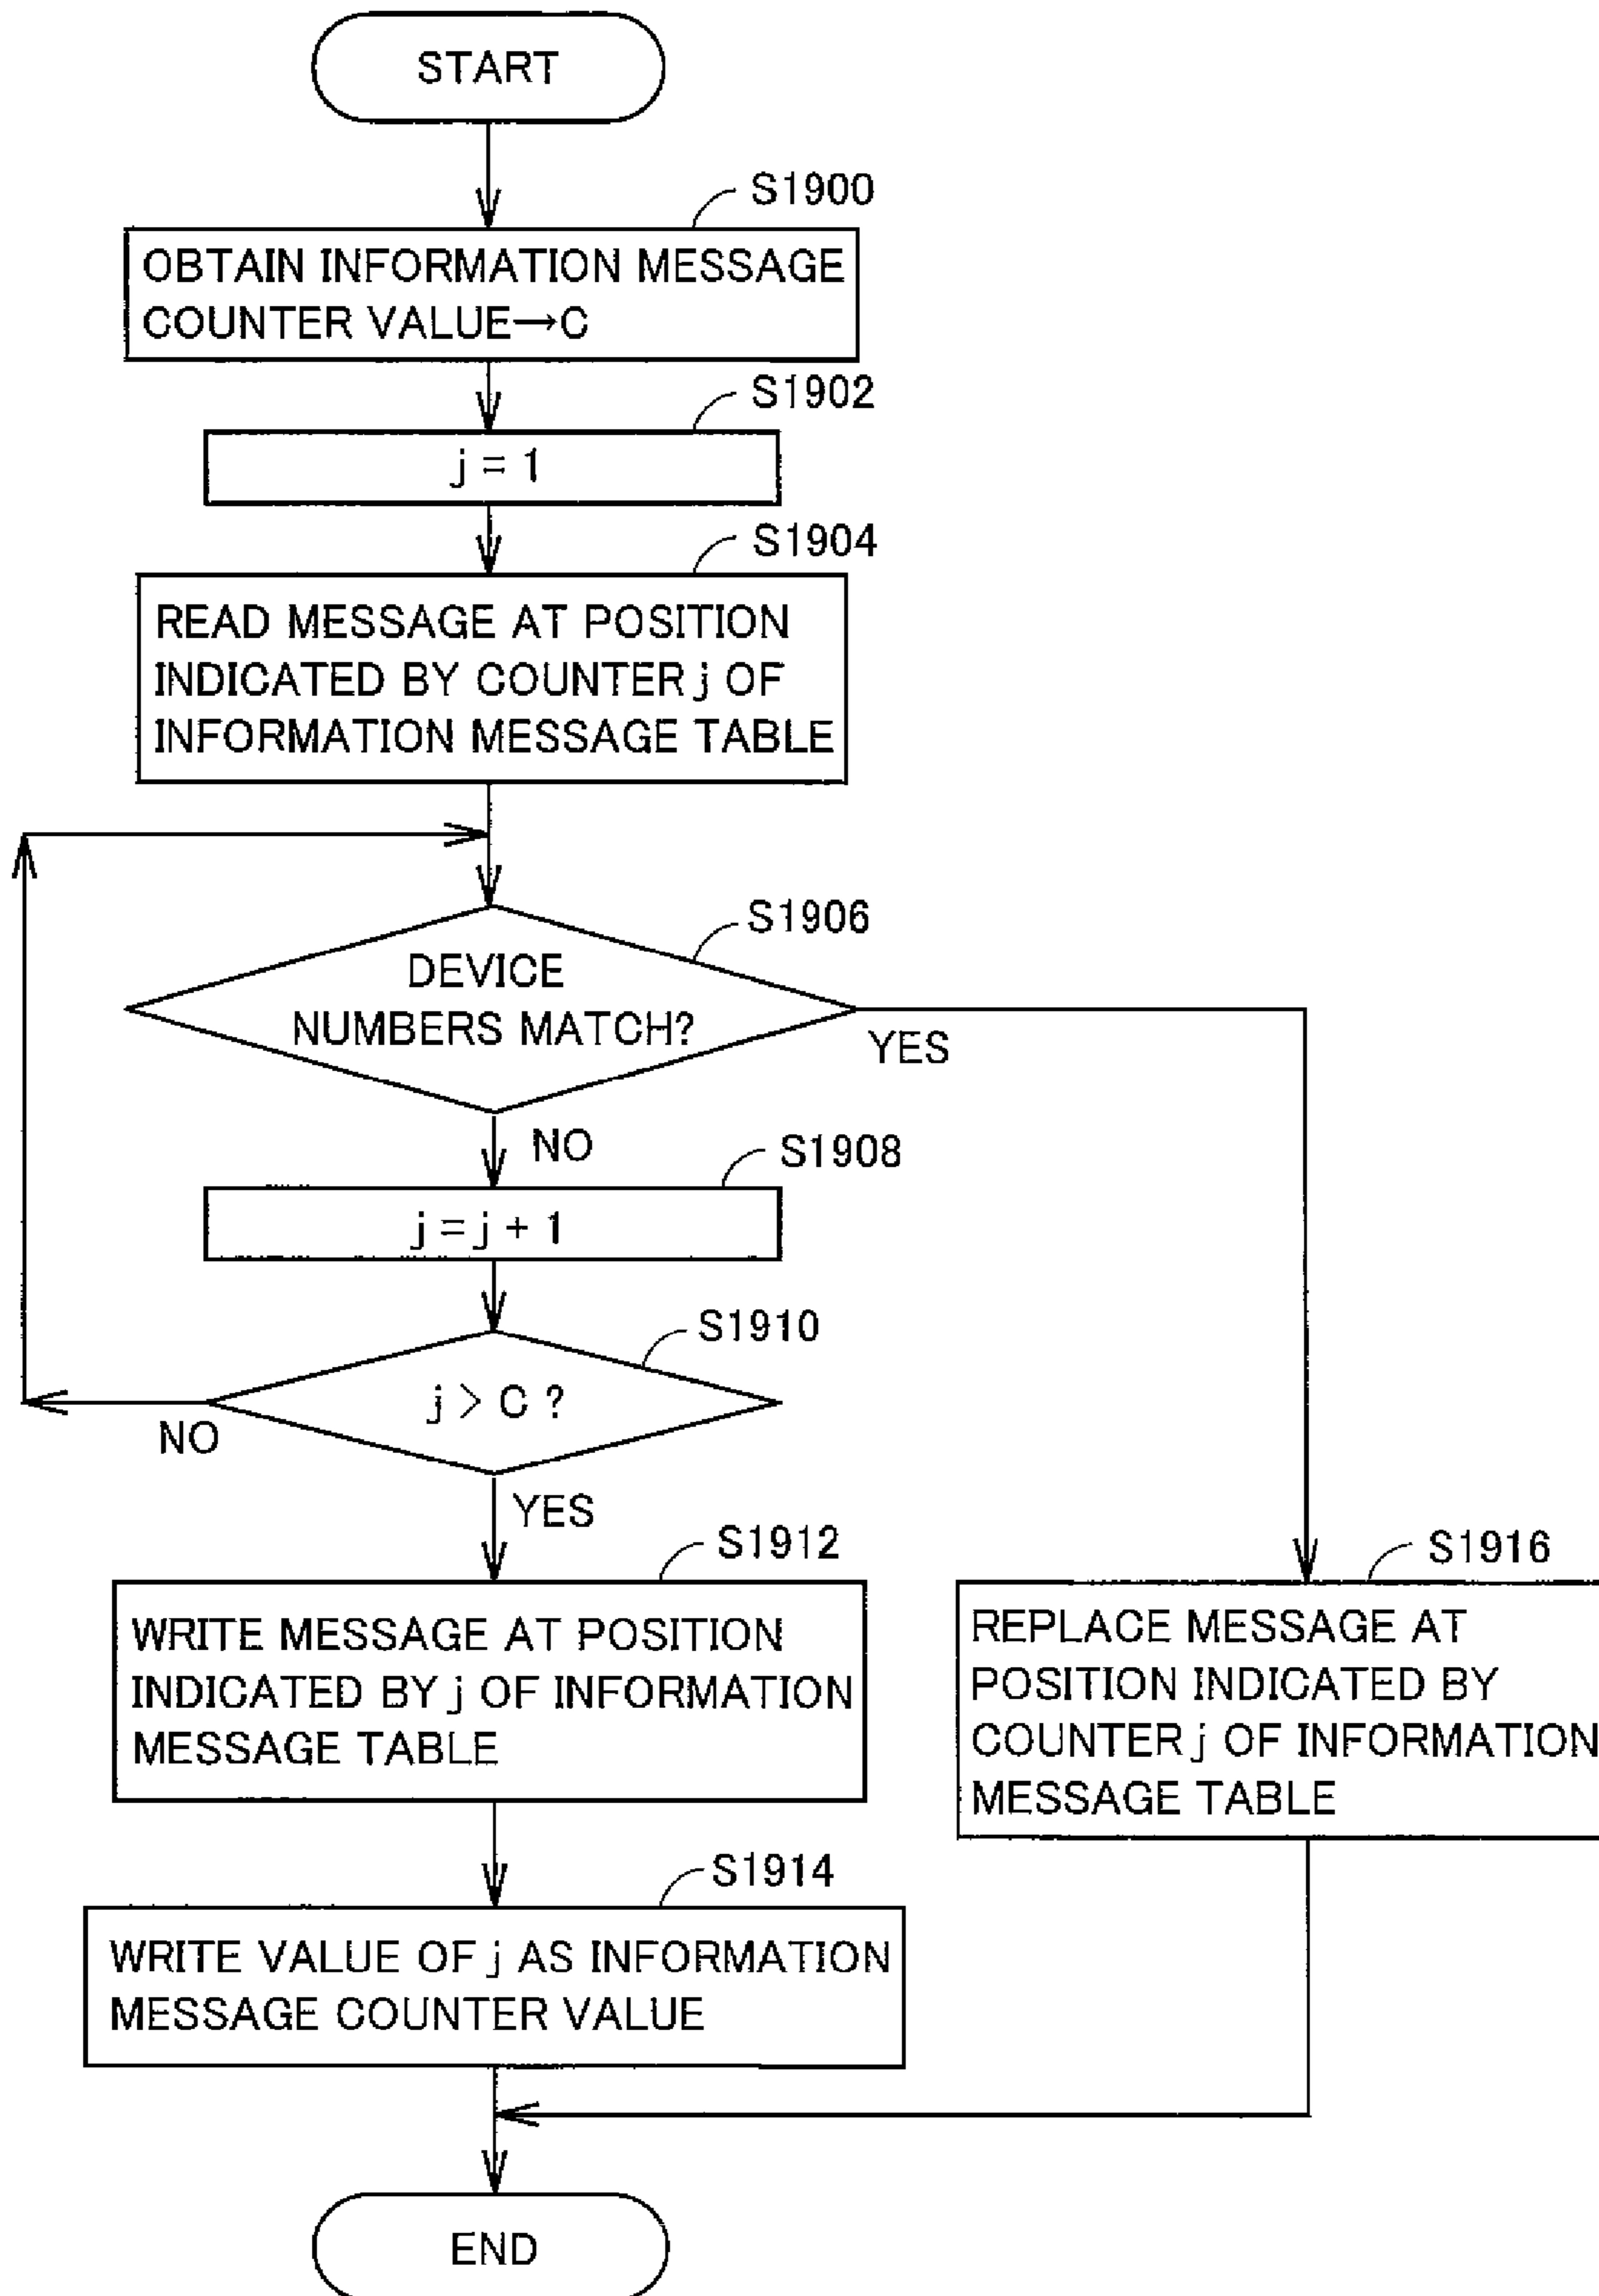 START
S1900
OBTAIN INFORMATION MESSAGE
COUNTER VALUE→C
S1902
j = 1
S1904
READ MESSAGE AT POSITION
INDICATED BY COUNTER j OF
INFORMATION MESSAGE TABLE
S1906
DEVICE
NUMBERS MATCH?
YES
NO
S1908
j = j + 1
S1910
j > C ?
NO
YES
S1912
WRITE MESSAGE AT POSITION
INDICATED BY j OF INFORMATION
MESSAGE TABLE
S1916
REPLACE MESSAGE AT
POSITION INDICATED BY
COUNTER j OF INFORMATION
MESSAGE TABLE
S1914
WRITE VALUE OF j AS INFORMATION
MESSAGE COUNTER VALUE
END